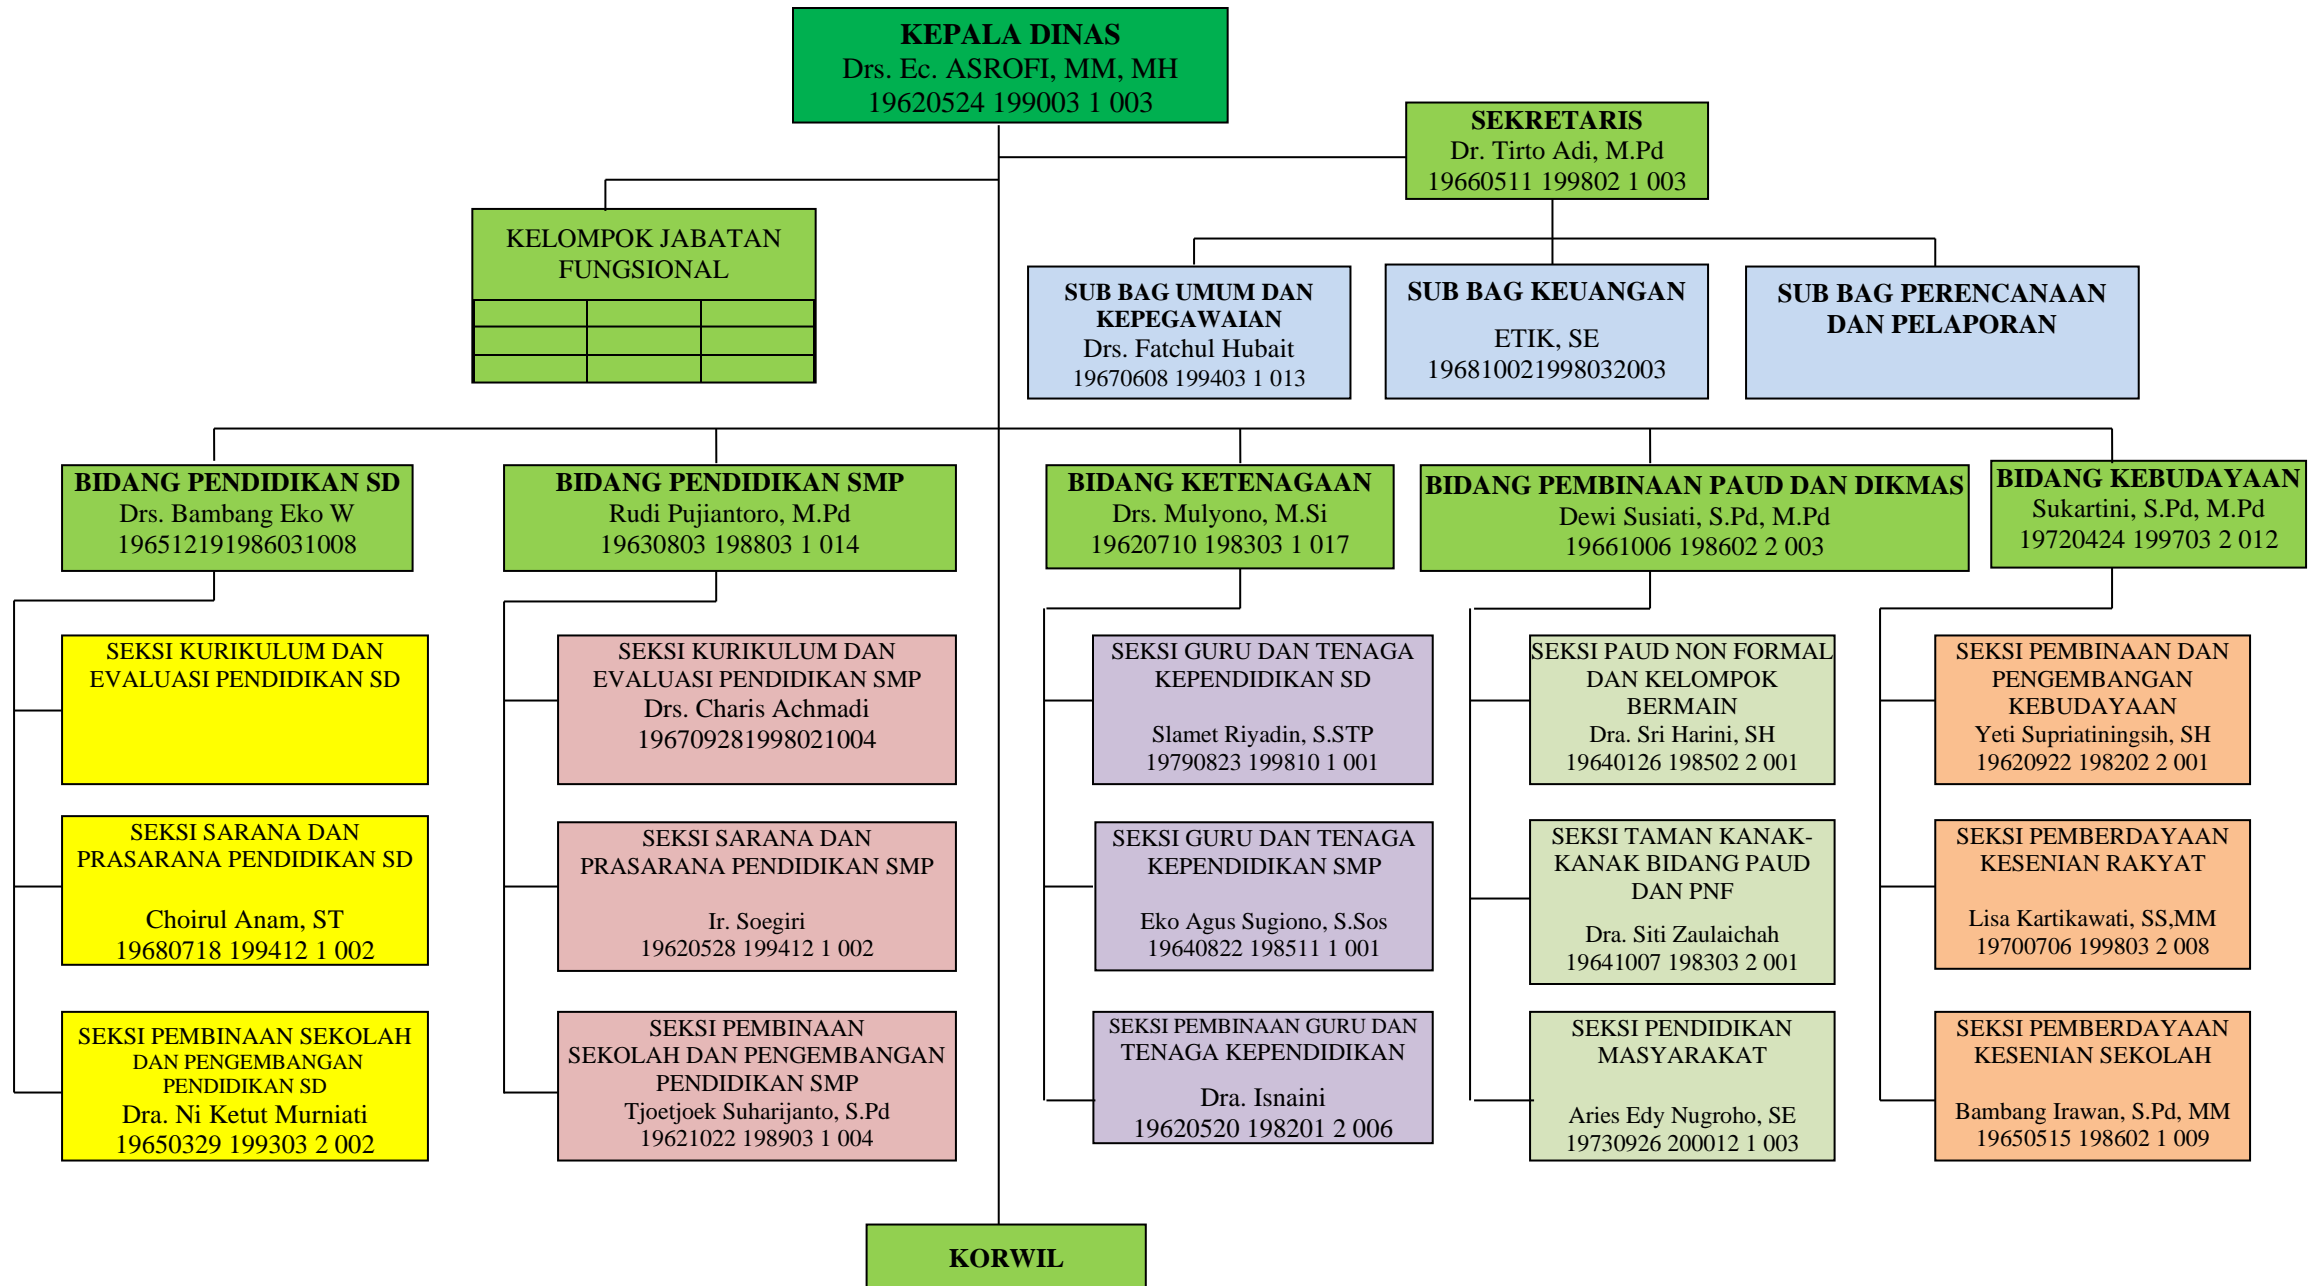 KEPALA DINAS
Drs. Ec. ASROFI, MM, MH
19620524 199003 1 003
SEKRETARIS
Dr. Tirto Adi, M.Pd
19660511 199802 1 003
KELOMPOK JABATAN
FUNGSIONAL
SUB BAG UMUM DAN
KEPEGAWAIAN
Drs. Fatchul Hubait
19670608 199403 1 013
SUB BAG KEUANGAN
ETIK, SE
196810021998032003
SUB BAG PERENCANAAN
DAN PELAPORAN
BIDANG PENDIDIKAN SD
Drs. Bambang Eko W
196512191986031008
BIDANG PENDIDIKAN SMP
Rudi Pujiantoro, M.Pd
19630803 198803 1 014
BIDANG KETENAGAAN
Drs. Mulyono, M.Si
19620710 198303 1 017
BIDANG PEMBINAAN PAUD DAN DIKMAS
Dewi Susiati, S.Pd, M.Pd
19661006 198602 2 003
BIDANG KEBUDAYAAN
Sukartini, S.Pd, M.Pd
19720424 199703 2 012
SEKSI KURIKULUM DAN
EVALUASI PENDIDIKAN SD
SEKSI KURIKULUM DAN
EVALUASI PENDIDIKAN SMP
Drs. Charis Achmadi
196709281998021004
SEKSI GURU DAN TENAGA
KEPENDIDIKAN SD
Slamet Riyadin, S.STP
19790823 199810 1 001
SEKSI PAUD NON FORMAL
DAN KELOMPOK
BERMAIN
Dra. Sri Harini, SH
19640126 198502 2 001
SEKSI PEMBINAAN DAN
PENGEMBANGAN
KEBUDAYAAN
Yeti Supriatiningsih, SH
19620922 198202 2 001
SEKSI SARANA DAN
PRASARANA PENDIDIKAN SD
Choirul Anam, ST
19680718 199412 1 002
SEKSI SARANA DAN
PRASARANA PENDIDIKAN SMP
Ir. Soegiri
19620528 199412 1 002
SEKSI GURU DAN TENAGA
KEPENDIDIKAN SMP
Eko Agus Sugiono, S.Sos
19640822 198511 1 001
SEKSI TAMAN KANAK-
KANAK BIDANG PAUD
DAN PNF
Dra. Siti Zaulaichah
19641007 198303 2 001
SEKSI PEMBERDAYAAN
KESENIAN RAKYAT
Lisa Kartikawati, SS,MM
19700706 199803 2 008
SEKSI PEMBINAAN SEKOLAH
DAN PENGEMBANGAN
PENDIDIKAN SD
Dra. Ni Ketut Murniati
19650329 199303 2 002
SEKSI PEMBINAAN
SEKOLAH DAN PENGEMBANGAN
PENDIDIKAN SMP
Tjoetjoek Suharijanto, S.Pd
19621022 198903 1 004
SEKSI PEMBINAAN GURU DAN
TENAGA KEPENDIDIKAN
Dra. Isnaini
19620520 198201 2 006
SEKSI PENDIDIKAN
MASYARAKAT
Aries Edy Nugroho, SE
19730926 200012 1 003
SEKSI PEMBERDAYAAN
KESENIAN SEKOLAH
Bambang Irawan, S.Pd, MM
19650515 198602 1 009
KORWIL